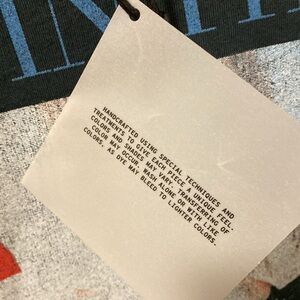 HANDCRAFTED USING SPECIAL TECHNIQUES AND
TREATMENTS TO GIVE EACH PIECE A UNIQUE FEEL.
COLORS AND SHADES MAY VARY. TRANSFERRING OF
COLOR MAY OCCUR. WASH ALONE OR WITH LIKE
COLORS, AS DYE MAY BLEED TO LIGHTER COLORS.